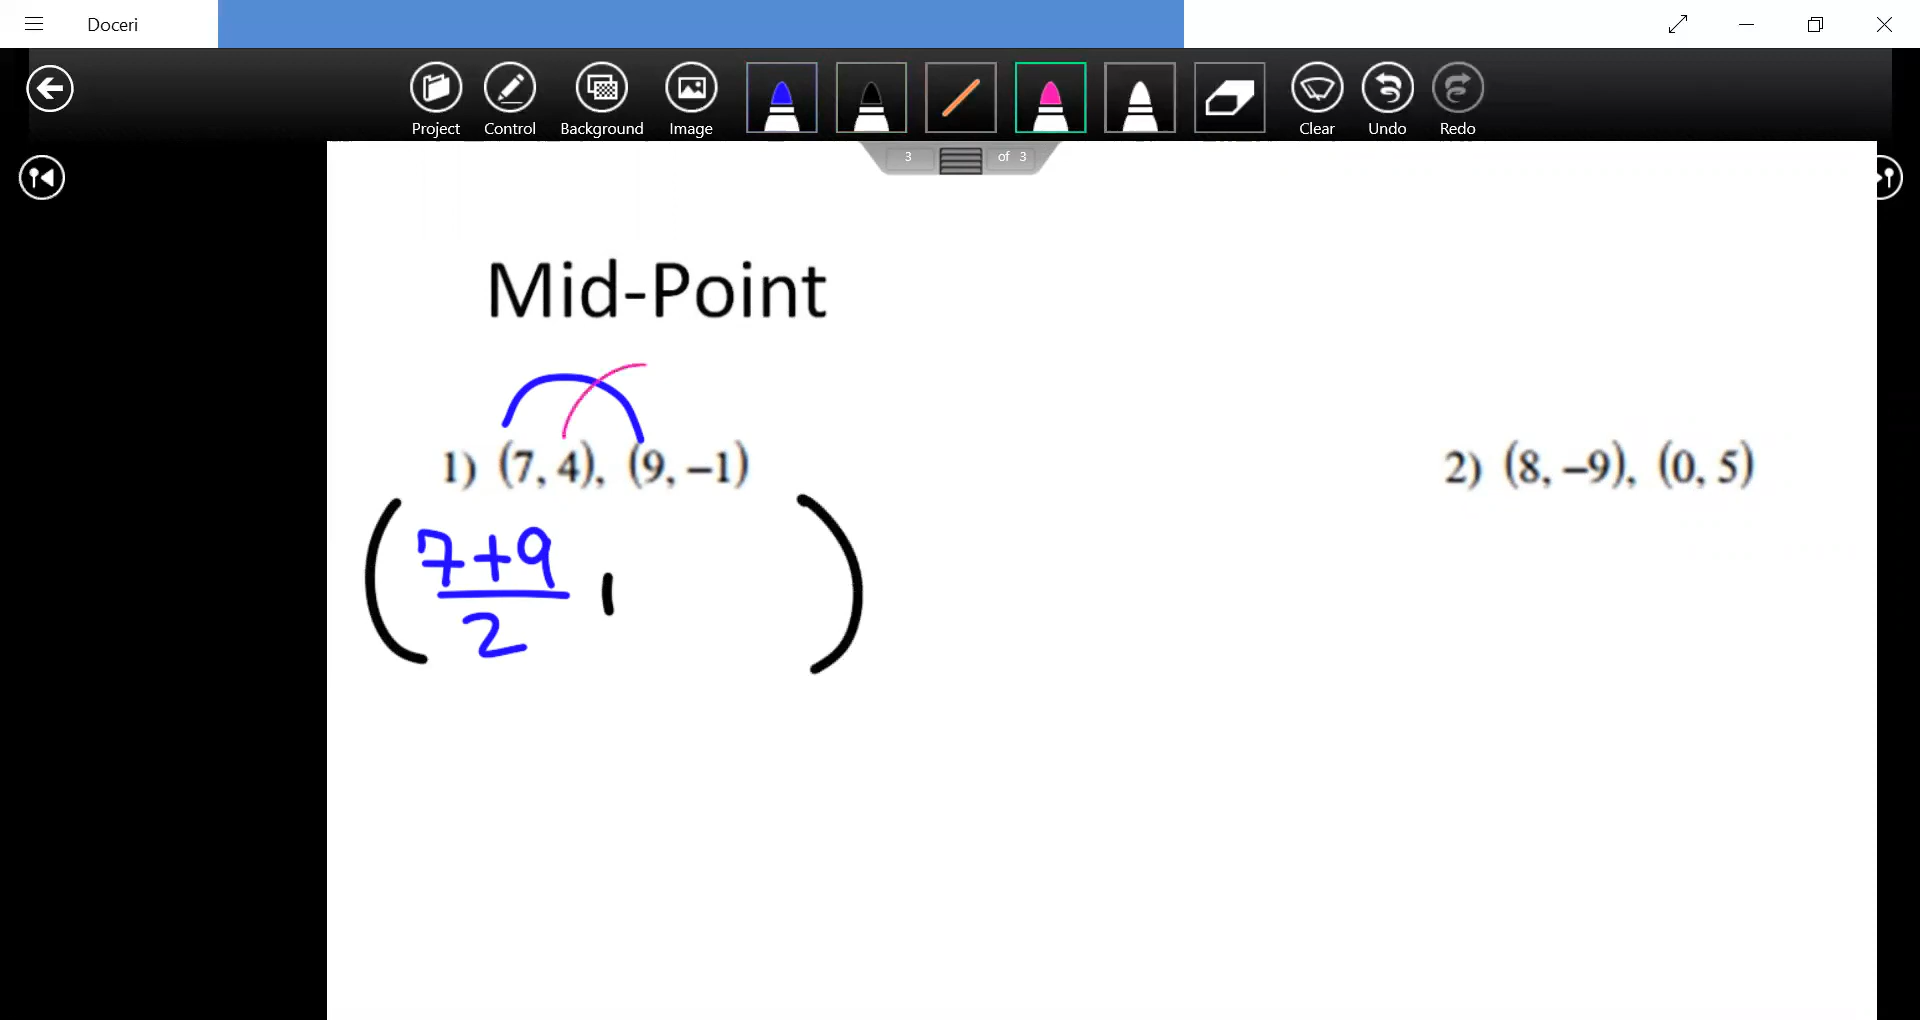 Doceri
Project Control Background Image Clear Undo Redo
3 of 3
Mid-Point
1) (7, 4), (9, −1)
2) (8, −9), (0, 5)
( 7+9
2 , )